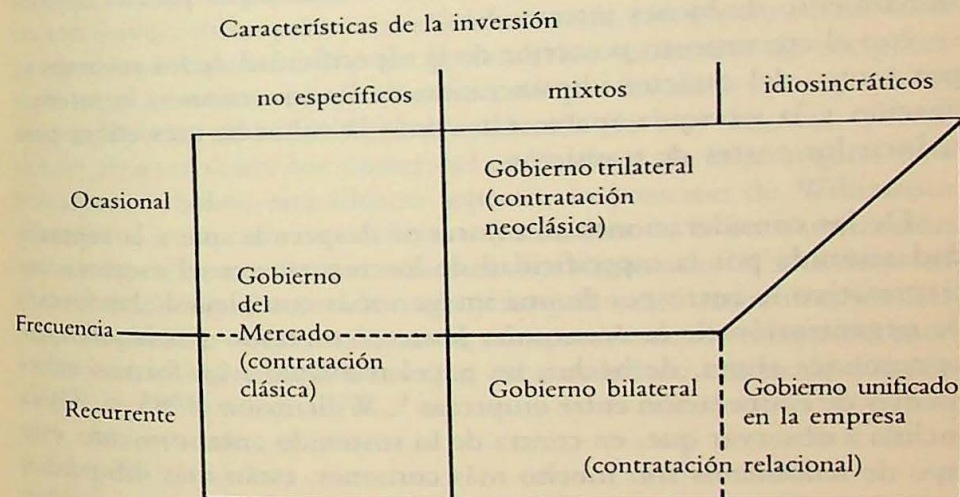 Características de la inversión
no específicos
mixtos
idiosincráticos
Ocasional
Gobierno trilateral
(contratación
neoclásica)
Gobierno
del
Mercado
(contratación
clásica)
Frecuencia
Recurrente
Gobierno bilateral
Gobierno unificado
en la empresa
(contratación relacional)